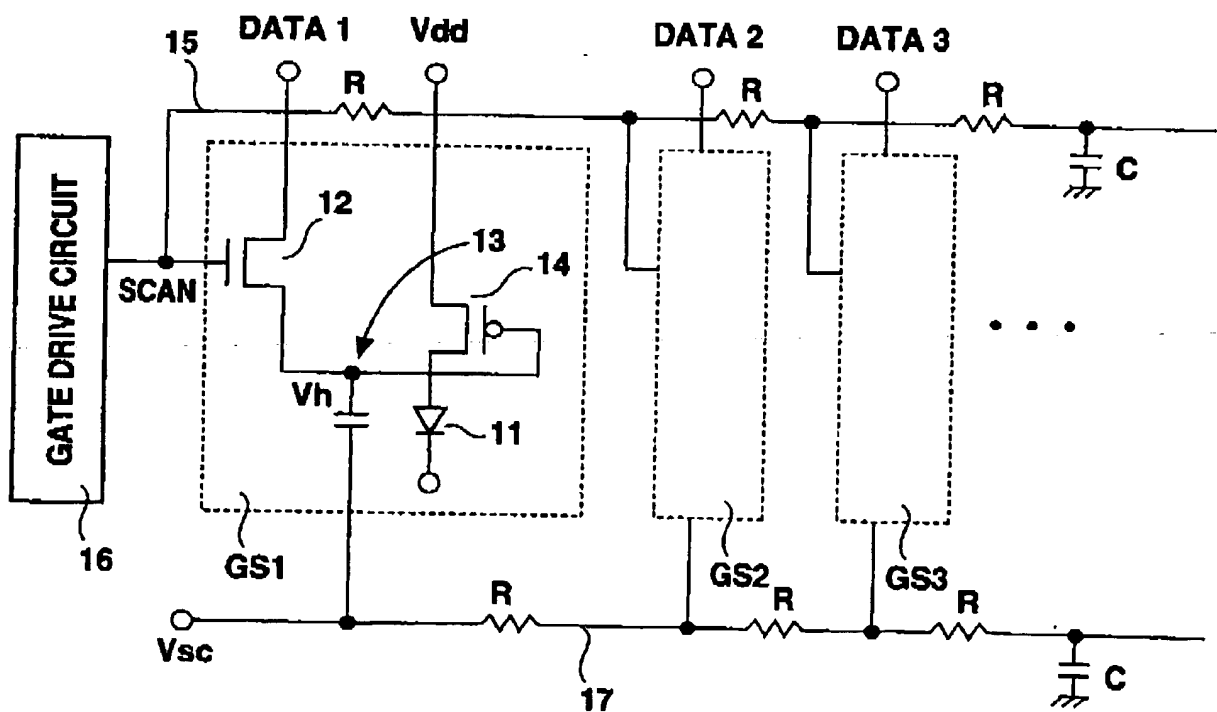 DATA 1
Vdd
DATA 2
DATA 3
15
R
R
R
C
GATE DRIVE CIRCUIT
12
13
14
SCAN
• • •
Vh
11
16
GS1
GS2
GS3
R
R
R
Vsc
17
C